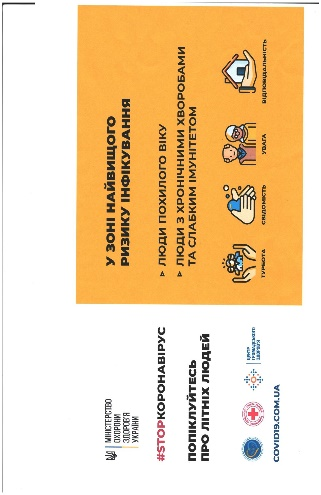 МІНІСТЕРСТВО
ОХОРОНИ
ЗДОРОВ'Я
УКРАЇНИ
#STOPКОРОНАВІРУС
ПОПІКЛУЙТЕСЬ
ПРО ЛІТНІХ ЛЮДЕЙ
ЦЕНТР
ГРОМАДСЬКОГО
ЗДОРОВ'Я
COVID19.COM.UA
У ЗОНІ НАЙВИЩОГО
РИЗИКУ ІНФІКУВАННЯ
ЛЮДИ ПОХИЛОГО ВІКУ
ЛЮДИ З ХРОНІЧНИМИ ХВОРОБАМИ
ТА СЛАБКИМ ІМУНІТЕТОМ
ТУРБОТА
СВІДОМІСТЬ
УВАГА
ВІДПОВІДАЛЬНІСТЬ